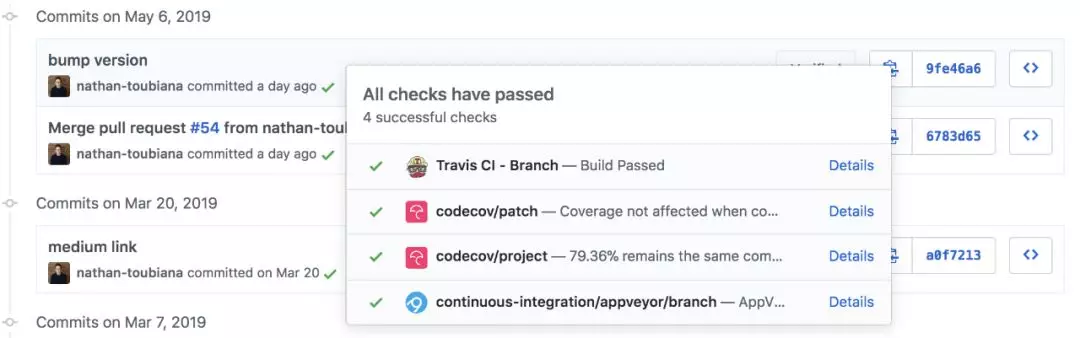 Commits on May 6, 2019
bump version
nathan-toubiana committed a day ago
9fe46a6
Merge pull request #54 from nathan-tou
nathan-toubiana committed a day ago
6783d65
All checks have passed
4 successful checks
Travis CI - Branch — Build Passed
Details
codecov/patch — Coverage not affected when co...
Details
codecov/project — 79.36% remains the same com...
Details
continuous-integration/appveyor/branch — AppV...
Details
Commits on Mar 20, 2019
medium link
nathan-toubiana committed on Mar 20
a0f7213
Commits on Mar 7, 2019